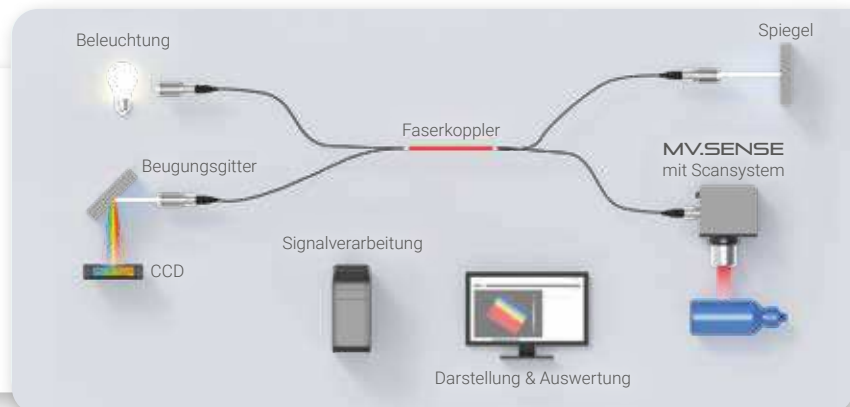 Beleuchtung
Spiegel
Faserkoppler
MV.SENSE
mit Scansystem
Beugungsgitter
Signalverarbeitung
CCD
Darstellung & Auswertung